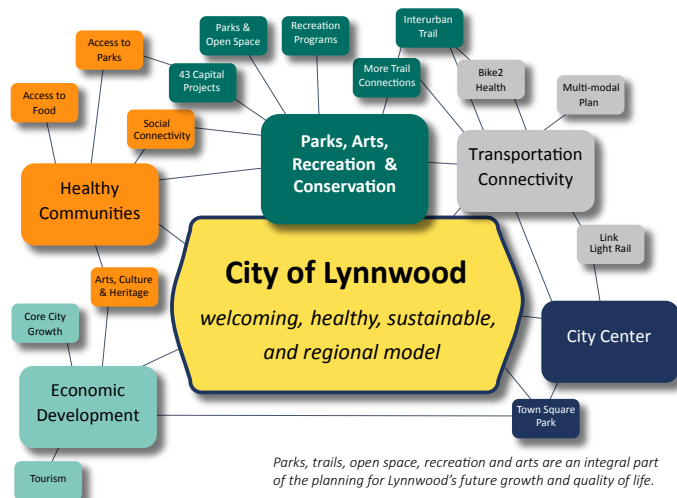 Interurban
Trail
Parks &
Open Space
Recreation
Programs
Access to
Parks
43 Capital
Projects
More Trail
Connections
Bike2
Health
Multi-modal
Plan
Access to
Food
Social
Connectivity
Parks, Arts,
Recreation &
Conservation
Transportation
Connectivity
Healthy
Communities
Link
Light Rail
City of Lynnwood
welcoming, healthy, sustainable,
and regional model
Arts, Culture
& Heritage
Core City
Growth
City Center
Economic
Development
Town Square
Park
Tourism
Parks, trails, open space, recreation and arts are an integral part
of the planning for Lynnwood's future growth and quality of life.